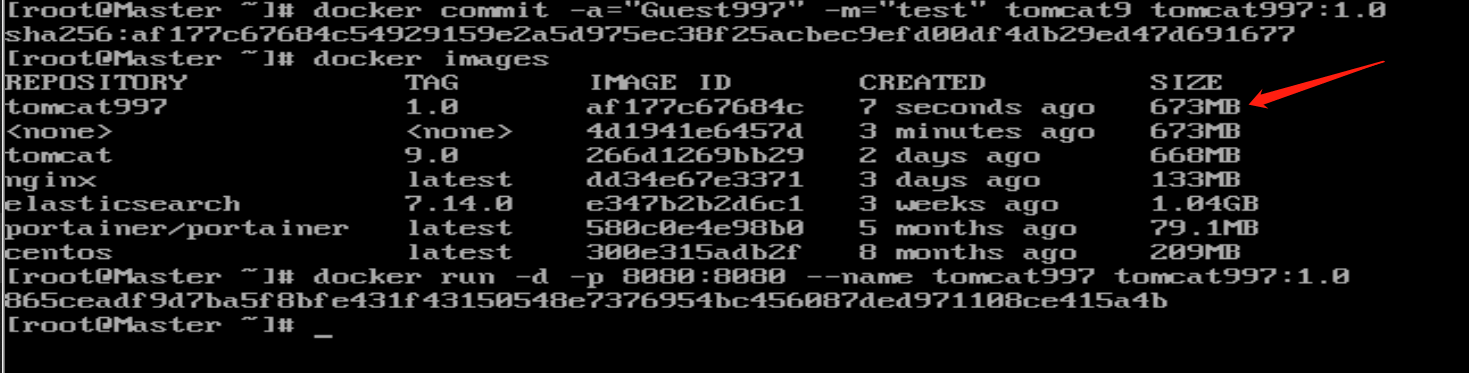 [root@Master ~]# docker commit -a="Guest997" -m="test" tomcat9 tomcat997:1.0
sha256:af177c67684c54929159e2a5d975ec38f25acbec9efd00df4db29ed47d691677
[root@Master ~]# docker images
REPOSITORY TAG IMAGE ID CREATED SIZE
tomcat997 1.0 af177c67684c 7 seconds ago 673MB
<none> <none> 4d1941e6457d 3 minutes ago 673MB
tomcat 9.0 266d1269bb29 2 days ago 668MB
nginx latest dd34e67e3371 3 days ago 133MB
elasticsearch 7.14.0 e347b2b2d6c1 3 weeks ago 1.04GB
portainer/portainer latest 580c0e4e98b0 5 months ago 79.1MB
centos latest 300e315adb2f 8 months ago 209MB
[root@Master ~]# docker run -d -p 8080:8080 --name tomcat997 tomcat997:1.0
865ceadf9d7ba5f8bfe431f43150548e7376954bc456087ded971108ce415a4b
[root@Master ~]# _